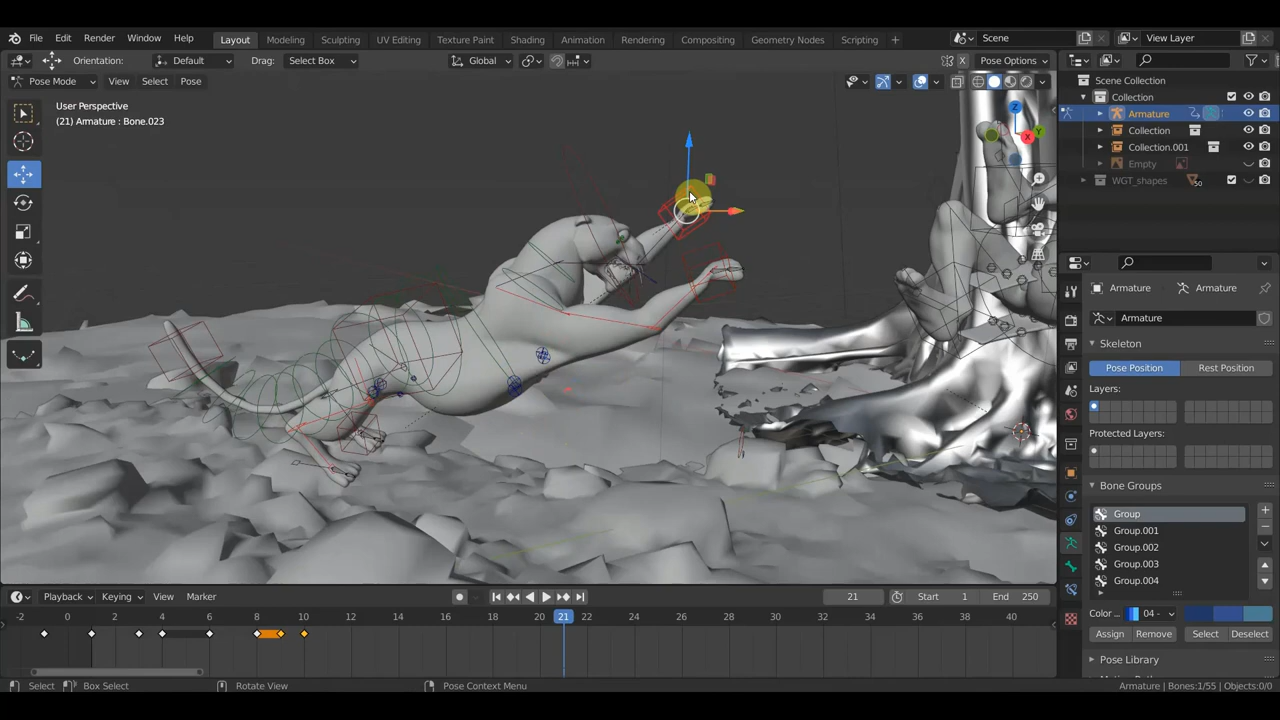 File Edit Render Window Help Layout Modeling Sculpting UV Editing Texture Paint Shading Animation Rendering Compositing Geometry Nodes Scripting + Scene View Layer
Orientation: Default Drag: Select Box Global X Pose Options
Pose Mode View Select Pose
User Perspective
(21) Armature : Bone.023
Z
Y
X
Scene Collection
Collection
Armature
Collection
Collection.001
Empty
WGT_shapes 50
Armature Armature
Armature
Skeleton
Pose Position Rest Position
Layers:
Protected Layers:
Bone Groups
Group
Group.001
Group.002
Group.003
Group.004
Color ... 04 -
Assign Remove Select Deselect
Pose Library
Playback Keying View Marker 21 Start 1 End 250
-2 0 2 4 6 8 10 12 14 16 18 20 21 22 24 26 28 30 32 34 36 38 40
Select Box Select Rotate View Pose Context Menu Armature | Bones:1/55 | Objects:0/0